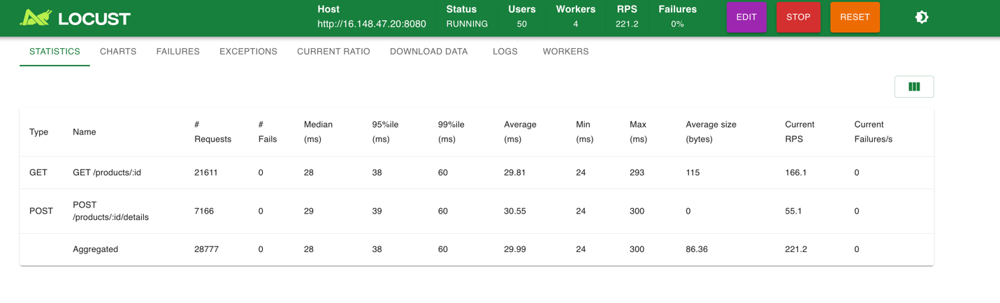 LOCUST
Host Status Users Workers RPS Failures
http://16.148.47.20:8080 RUNNING 50 4 221.2 0% EDIT STOP RESET
STATISTICS CHARTS FAILURES EXCEPTIONS CURRENT RATIO DOWNLOAD DATA LOGS WORKERS
Type Name # Requests # Fails Median (ms) 95%ile (ms) 99%ile (ms) Average (ms) Min (ms) Max (ms) Average size (bytes) Current RPS Current Failures/s
GET GET /products/:id 21611 0 28 38 60 29.81 24 293 115 166.1 0
POST POST /products/:id/details 7166 0 29 39 60 30.55 24 300 0 55.1 0
Aggregated 28777 0 28 38 60 29.99 24 300 86.36 221.2 0